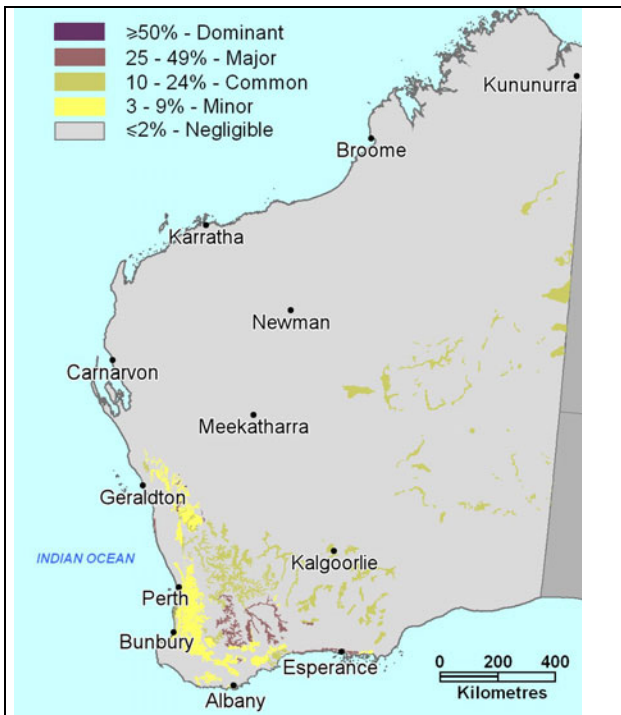 ≥50% - Dominant
25 - 49% - Major
10 - 24% - Common
3 - 9% - Minor
≤2% - Negligible
Kununurra
Broome
Karratha
Newman
Carnarvon
Meekatharra
Geraldton
INDIAN OCEAN
Kalgoorlie
Perth
Bunbury
Esperance
Albany
0 200 400
Kilometres